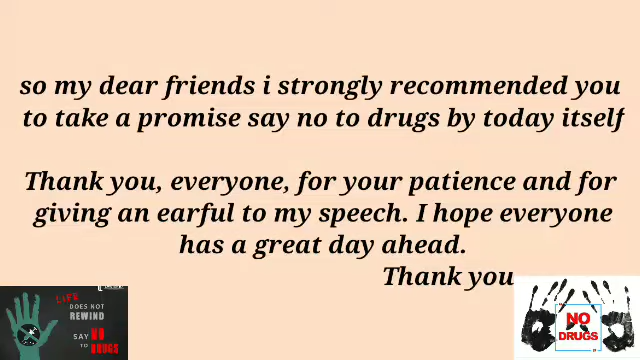 so my dear friends i strongly recommended you
to take a promise say no to drugs by today itself
Thank you, everyone, for your patience and for
giving an earful to my speech. I hope everyone
has a great day ahead.
Thank you
LIFE
DOES NOT
REWIND
SAY NO
TO DRUGS
NO
DRUGS